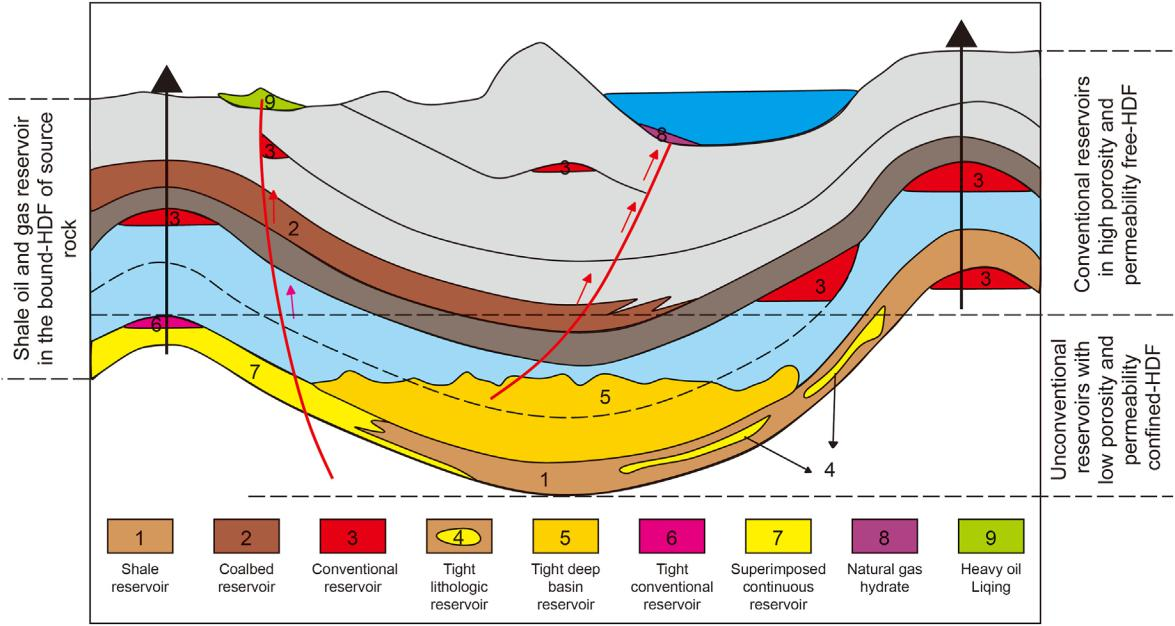 Shale oil and gas reservoir
in the bound-HDF of source
rock
Conventional reservoirs
in high porosity and
permeability free-HDF
Unconventional
reservoirs with
low porosity and
permeability
confined-HDF
9
8
3
3
3
3
2
3
3
6
7
5
4
1
1
2
3
4
5
6
7
8
9
Shale
reservoir
Coalbed
reservoir
Conventional
reservoir
Tight
lithologic
reservoir
Tight deep
basin
reservoir
Tight
conventional
reservoir
Superimposed
continuous
reservoir
Natural gas
hydrate
Heavy oil
Liqing